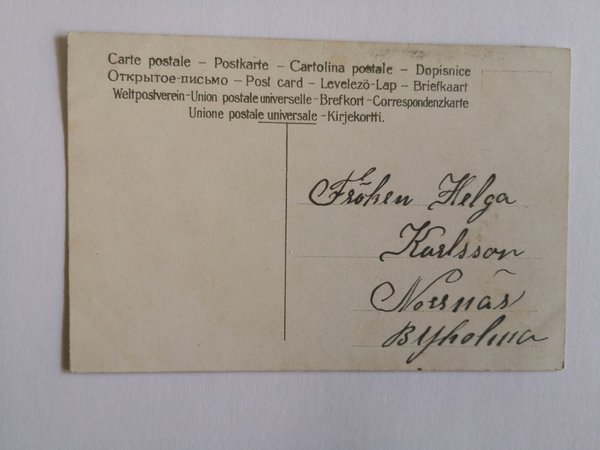 Carte postale – Postkarte – Cartolina postale – Dopisnice
Открытое-письмо – Post card – Levelezö-Lap – Briefkaart
Weltpostverein-Union postale universelle-Brefkort-Correspondenzkarte
Unione postale universale-Kirjekortti.
Fröken Helga
Karlsson
Norrnäs
Byholma